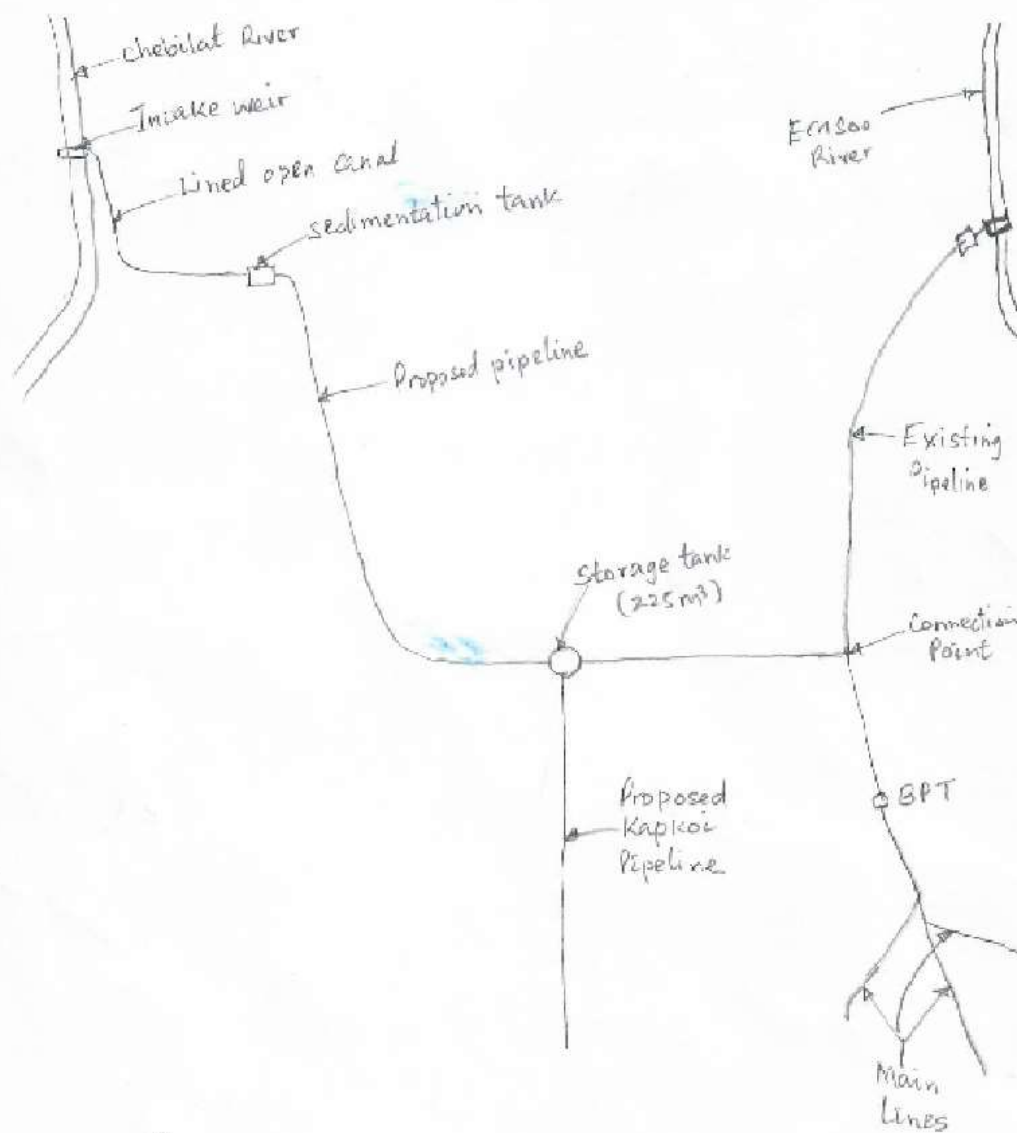 Chebilat River
Intake weir
Lined open Canal
Sedimentation tank
Proposed pipeline
River
Existing
Pipeline
Storage tank
(225m³)
Connection
Point
BPT
Proposed
Kapkoi
Pipeline
Main
Lines